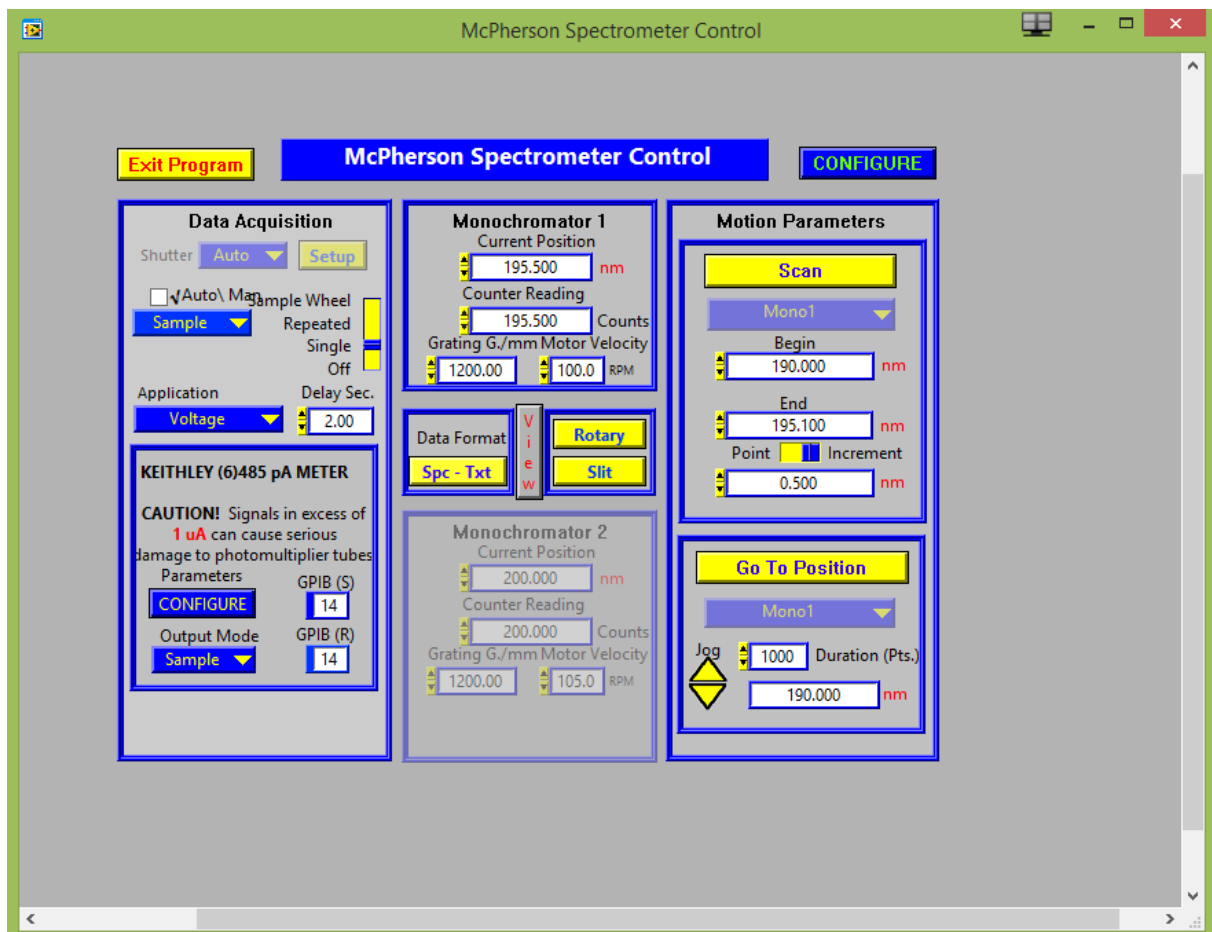 McPherson Spectrometer Control
Exit Program
McPherson Spectrometer Control
CONFIGURE
Data Acquisition
Shutter Auto Setup
√Auto\ Man
Sample
Sample Wheel
Repeated
Single
Off
Application
Delay Sec.
Voltage
2.00
KEITHLEY (6)485 pA METER
CAUTION! Signals in excess of
1 uA can cause serious
damage to photomultiplier tubes
Parameters
GPIB (S)
CONFIGURE
14
Output Mode
GPIB (R)
Sample
14
Monochromator 1
Current Position
195.500 nm
Counter Reading
195.500 Counts
Grating G./mm Motor Velocity
1200.00 100.0 RPM
Data Format
Spc - Txt
View
Rotary
Slit
Monochromator 2
Current Position
200.000 nm
Counter Reading
200.000 Counts
Grating G./mm Motor Velocity
1200.00 105.0 RPM
Motion Parameters
Scan
Mono1
Begin
190.000 nm
End
195.100 nm
Point Increment
0.500 nm
Go To Position
Mono1
Jog
1000 Duration (Pts.)
190.000 nm